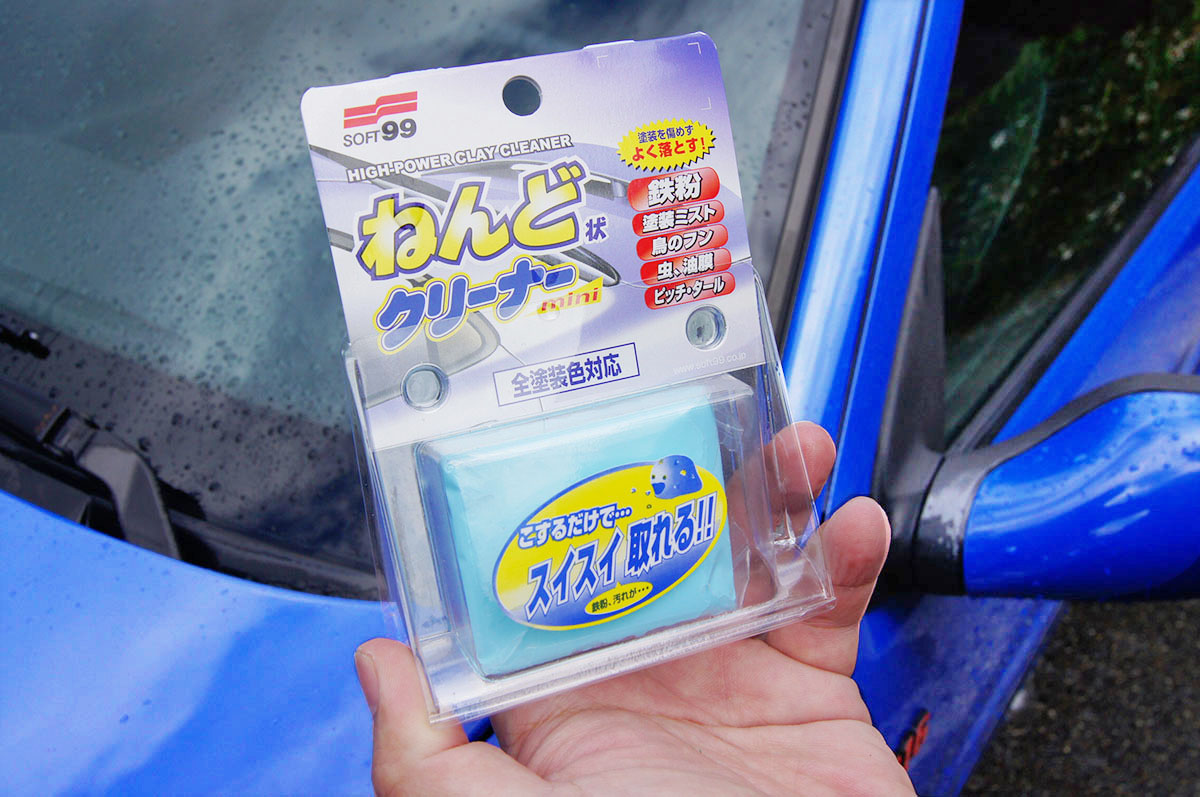 SOFT99
HIGH-POWER CLAY CLEANER
ねんど状
クリーナー
mini
塗装を傷めず
よく落とす!
鉄粉
塗装ミスト
鳥のフン
虫、油膜
ピッチ・タール
全塗装色対応
www.soft99.co.jp
こするだけで…
スイスイ取れる!!
鉄粉、汚れが…